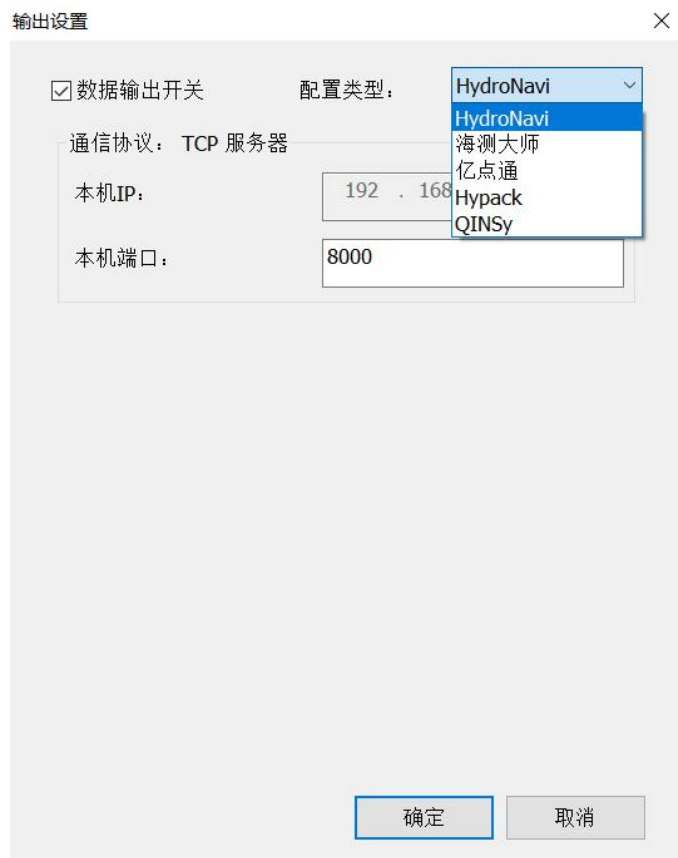 输出设置
数据输出开关 配置类型： HydroNavi
HydroNavi
海测大师
亿点通
Hypack
QINSy
通信协议： TCP 服务器
本机IP： 192 . 168
本机端口： 8000
确定 取消